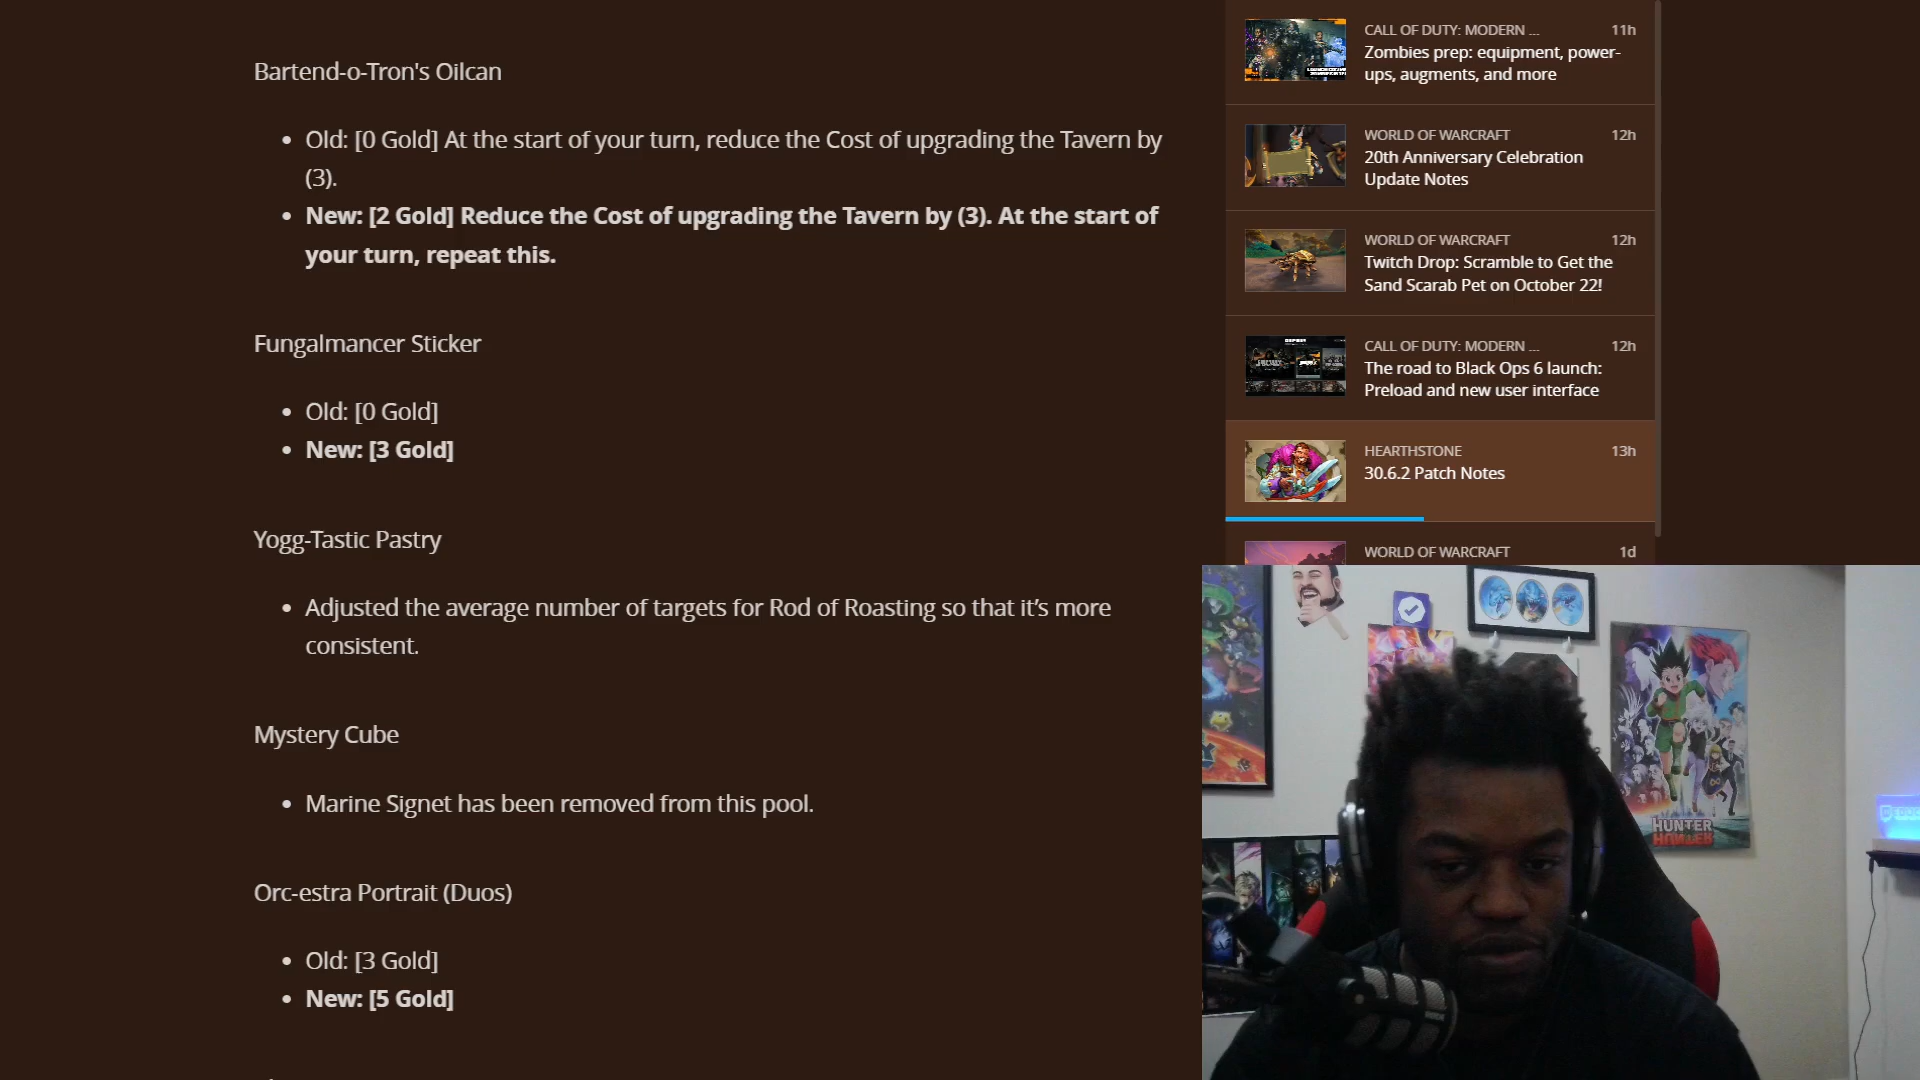 Bartend-o-Tron's Oilcan
• Old: [0 Gold] At the start of your turn, reduce the Cost of upgrading the Tavern by
(3).
• New: [2 Gold] Reduce the Cost of upgrading the Tavern by (3). At the start of
your turn, repeat this.
Fungalmancer Sticker
• Old: [0 Gold]
• New: [3 Gold]
Yogg-Tastic Pastry
• Adjusted the average number of targets for Rod of Roasting so that it’s more
consistent.
Mystery Cube
• Marine Signet has been removed from this pool.
Orc-estra Portrait (Duos)
• Old: [3 Gold]
• New: [5 Gold]
CALL OF DUTY: MODERN ... 11h
Zombies prep: equipment, power-
ups, augments, and more
WORLD OF WARCRAFT 12h
20th Anniversary Celebration
Update Notes
WORLD OF WARCRAFT 12h
Twitch Drop: Scramble to Get the
Sand Scarab Pet on October 22!
CALL OF DUTY: MODERN ... 12h
The road to Black Ops 6 launch:
Preload and new user interface
HEARTHSTONE 13h
30.6.2 Patch Notes
WORLD OF WARCRAFT 1d
HUNTER
HUNTER